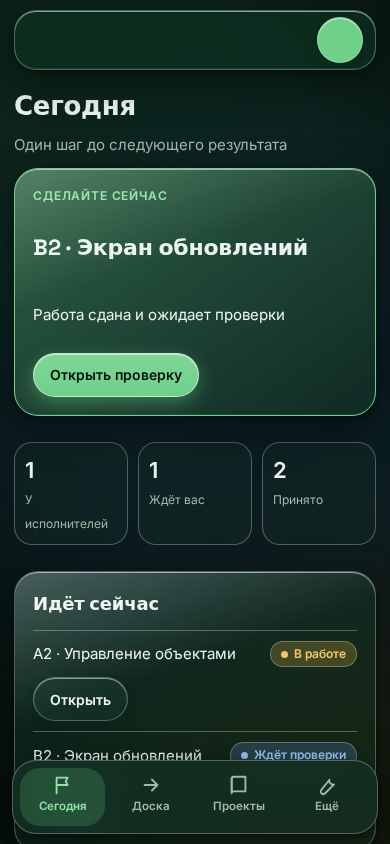 Сегодня
Один шаг до следующего результата
СДЕЛАЙТЕ СЕЙЧАС
B2 · Экран обновлений
Работа сдана и ожидает проверки
Открыть проверку
1
У
исполнителей
1
Ждёт вас
2
Принято
Идёт сейчас
A2 · Управление объектами
В работе
Открыть
B2 · Экран обновлений
Ждёт проверки
Сегодня
Доска
Проекты
Ещё